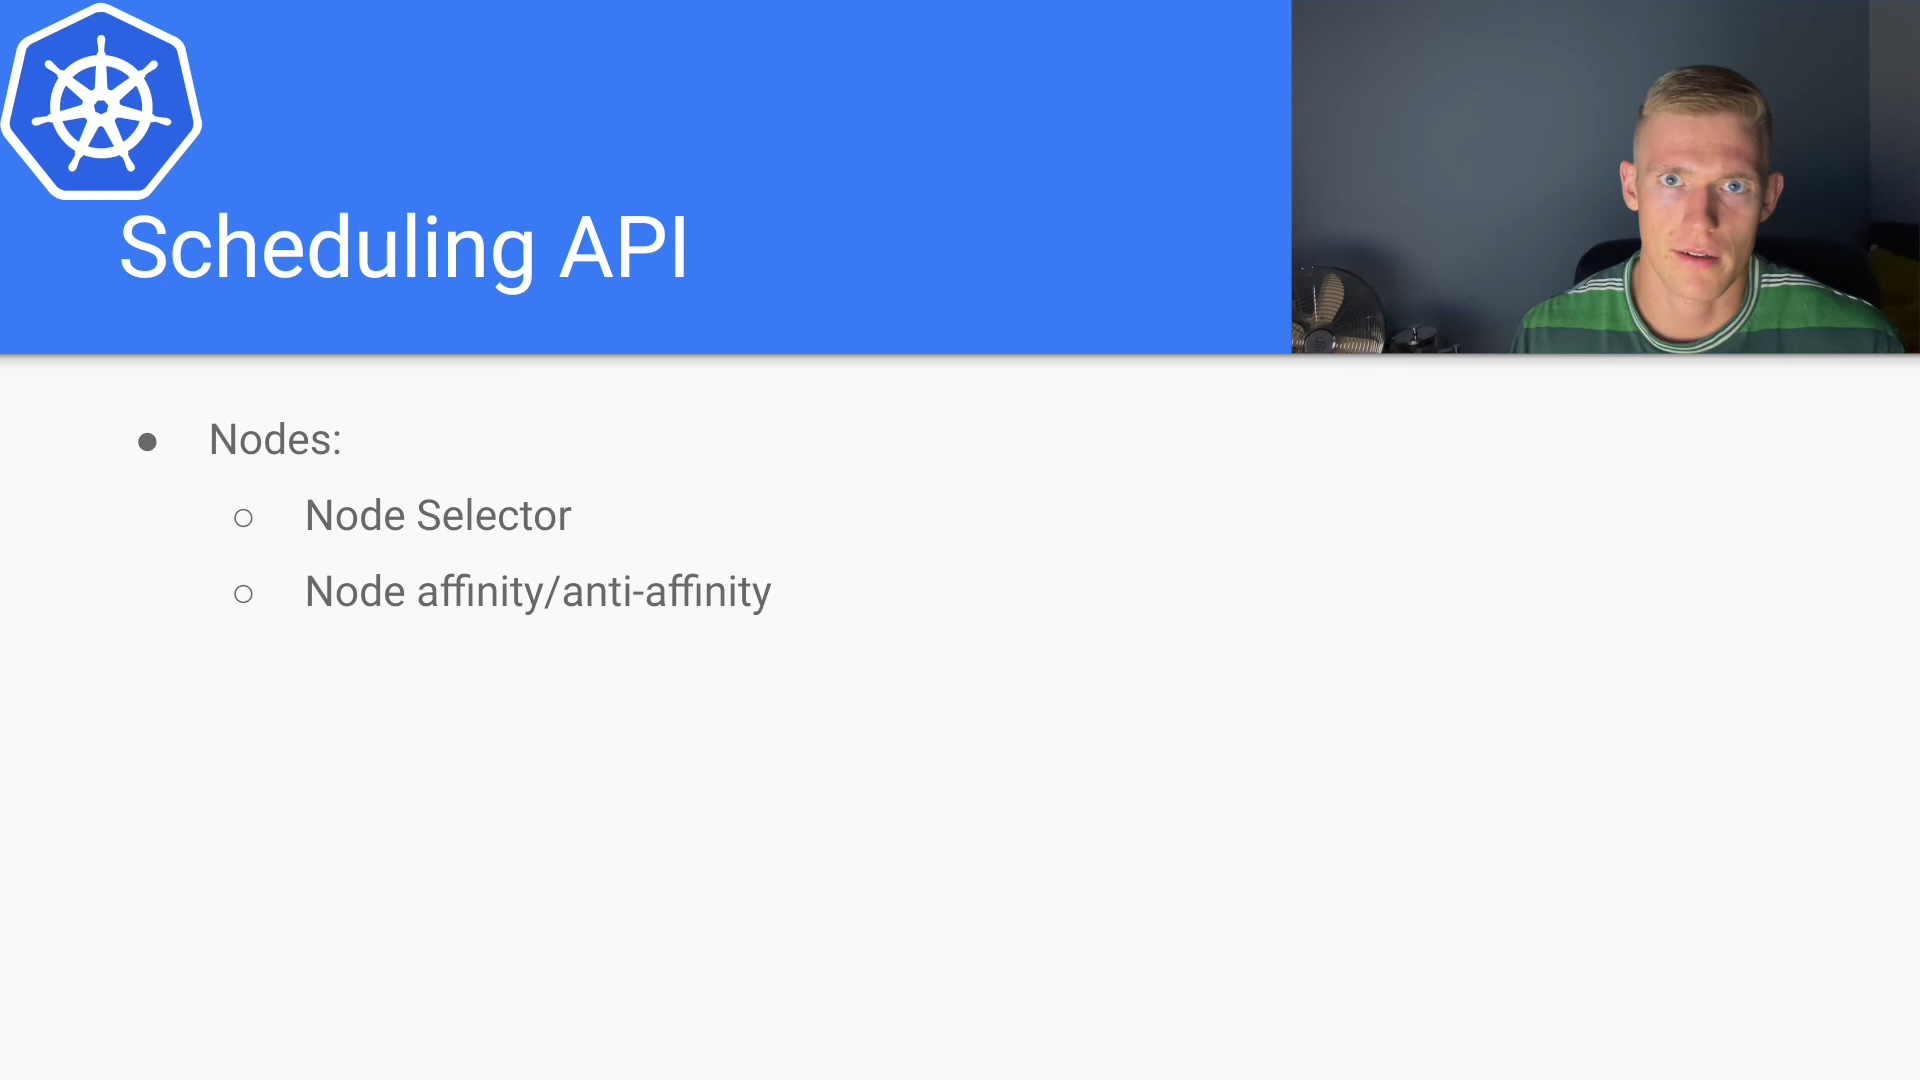 Scheduling API
● Nodes:
○ Node Selector
○ Node affinity/anti-affinity